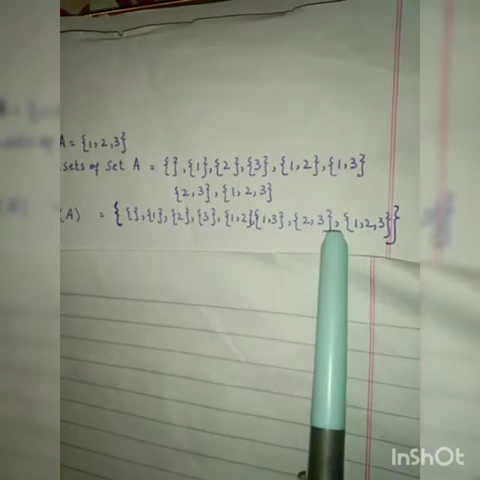 A = {1, 2, 3}
sets of Set A = {}, {1}, {2}, {3}, {1, 2}, {1, 3}
{2, 3}, {1, 2, 3}
(A) = { {}, {1}, {2}, {3}, {1, 2} {1, 3}, {2, 3}, {1, 2, 3} }
InShOt